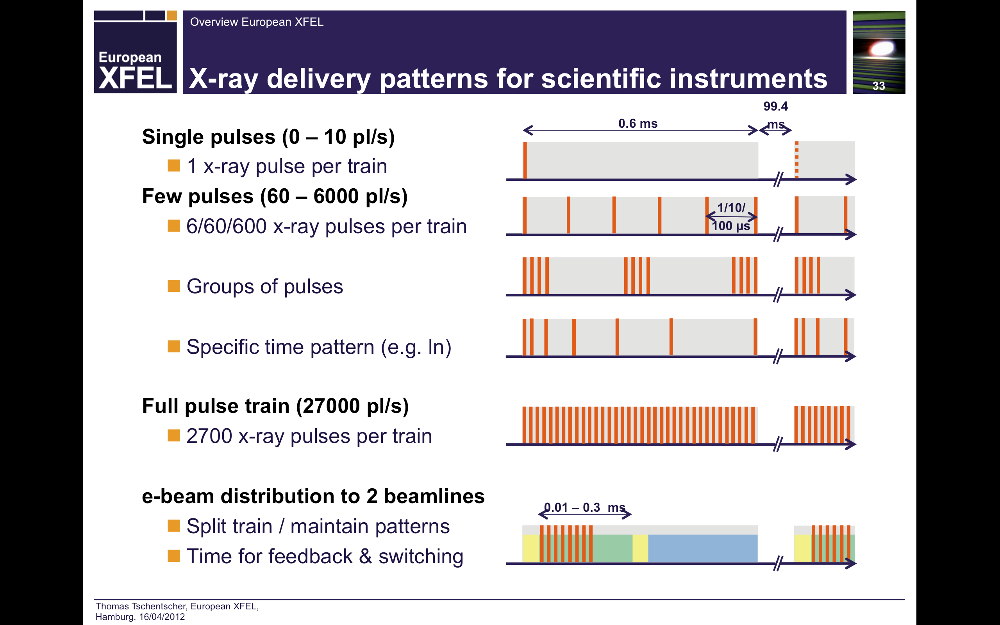 Overview European XFEL
European
XFEL
X-ray delivery patterns for scientific instruments
33
99.4
ms
0.6 ms
Single pulses (0 – 10 pl/s)
1 x-ray pulse per train
Few pulses (60 – 6000 pl/s)
6/60/600 x-ray pulses per train
1/10/
100 µs
Groups of pulses
Specific time pattern (e.g. ln)
Full pulse train (27000 pl/s)
2700 x-ray pulses per train
e-beam distribution to 2 beamlines
0.01 – 0.3 ms
Split train / maintain patterns
Time for feedback & switching
Thomas Tschentscher, European XFEL,
Hamburg, 16/04/2012